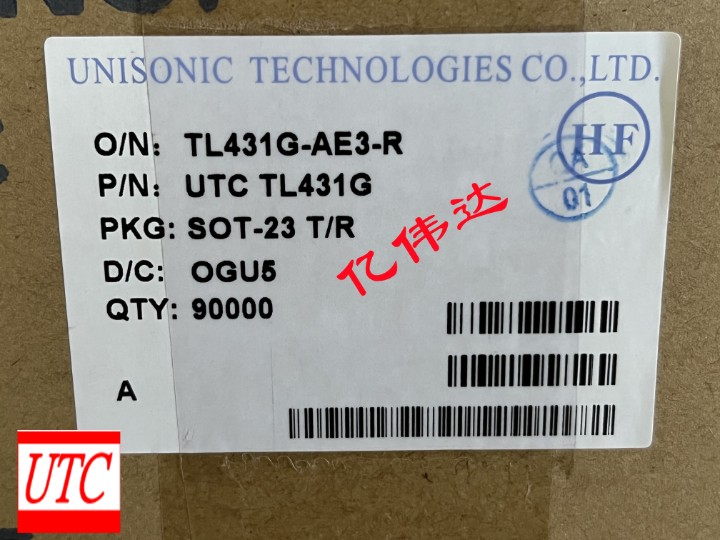 UNISONIC TECHNOLOGIES CO.,LTD.
HF
QA
01
O/N: TL431G-AE3-R
P/N: UTC TL431G
PKG: SOT-23 T/R
D/C: OGU5
QTY: 90000
亿伟达
A
UTC